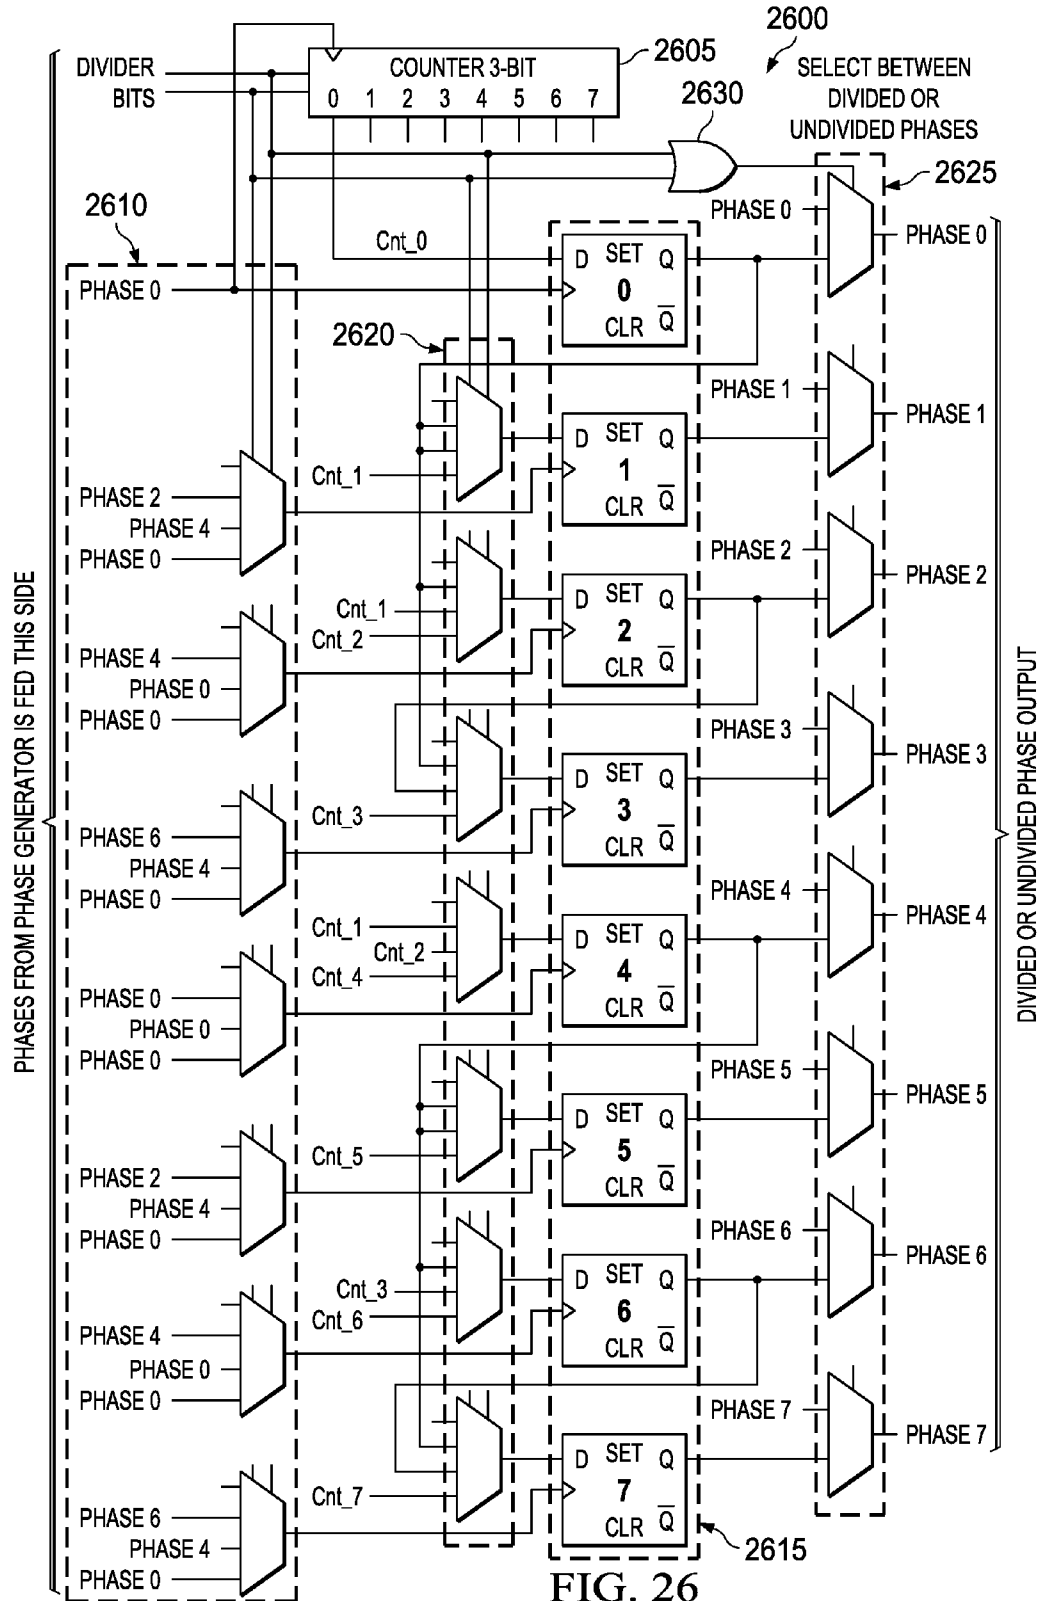 2600
2605
DIVIDER
BITS
COUNTER 3-BIT
0 1 2 3 4 5 6 7
2630
SELECT BETWEEN
DIVIDED OR
UNDIVIDED PHASES
2625
2610
PHASE 0
PHASE 0
Cnt_0
D SET Q
0
CLR Q̅
PHASE 0
2620
PHASE 1
PHASE 1
D SET Q
1
CLR Q̅
Cnt_1
PHASE 2
PHASE 4
PHASE 0
PHASE 2
PHASE 2
D SET Q
2
CLR Q̅
Cnt_1
Cnt_2
PHASE 4
PHASE 0
PHASE 0
PHASE 3
PHASE 3
D SET Q
3
CLR Q̅
Cnt_3
PHASE 6
PHASE 4
PHASE 0
PHASE 4
PHASE 4
Cnt_1
Cnt_2
Cnt_4
D SET Q
4
CLR Q̅
PHASE 0
PHASE 0
PHASE 0
PHASE 5
PHASE 5
D SET Q
5
CLR Q̅
Cnt_5
PHASE 2
PHASE 4
PHASE 0
PHASE 6
PHASE 6
D SET Q
6
CLR Q̅
Cnt_3
Cnt_6
PHASE 4
PHASE 0
PHASE 0
PHASE 7
PHASE 7
D SET Q
7
CLR Q̅
Cnt_7
PHASE 6
PHASE 4
PHASE 0
2615
PHASES FROM PHASE GENERATOR IS FED THIS SIDE
DIVIDED OR UNDIVIDED PHASE OUTPUT
FIG. 26